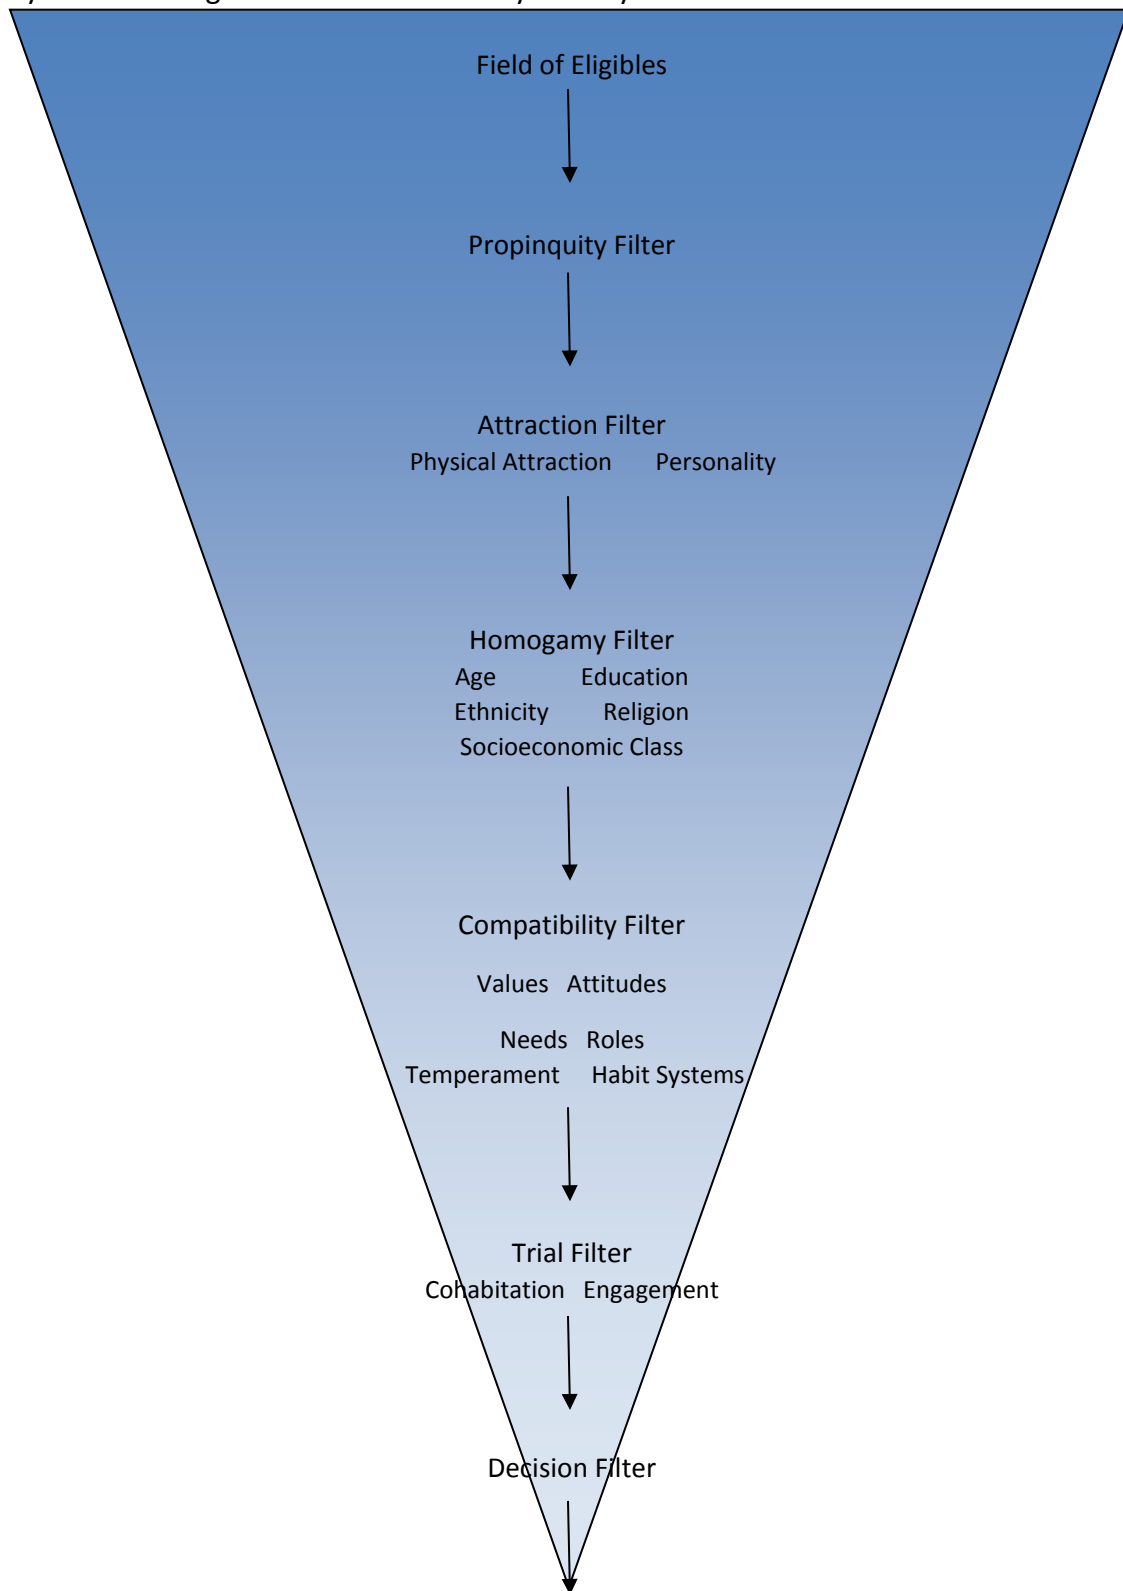 Field of Eligibles
Propinquity Filter
Attraction Filter
Physical Attraction Personality
Homogamy Filter
Age Education
Ethnicity Religion
Socioeconomic Class
Compatibility Filter
Values Attitudes
Needs Roles
Temperament Habit Systems
Trial Filter
Cohabitation Engagement
Decision Filter